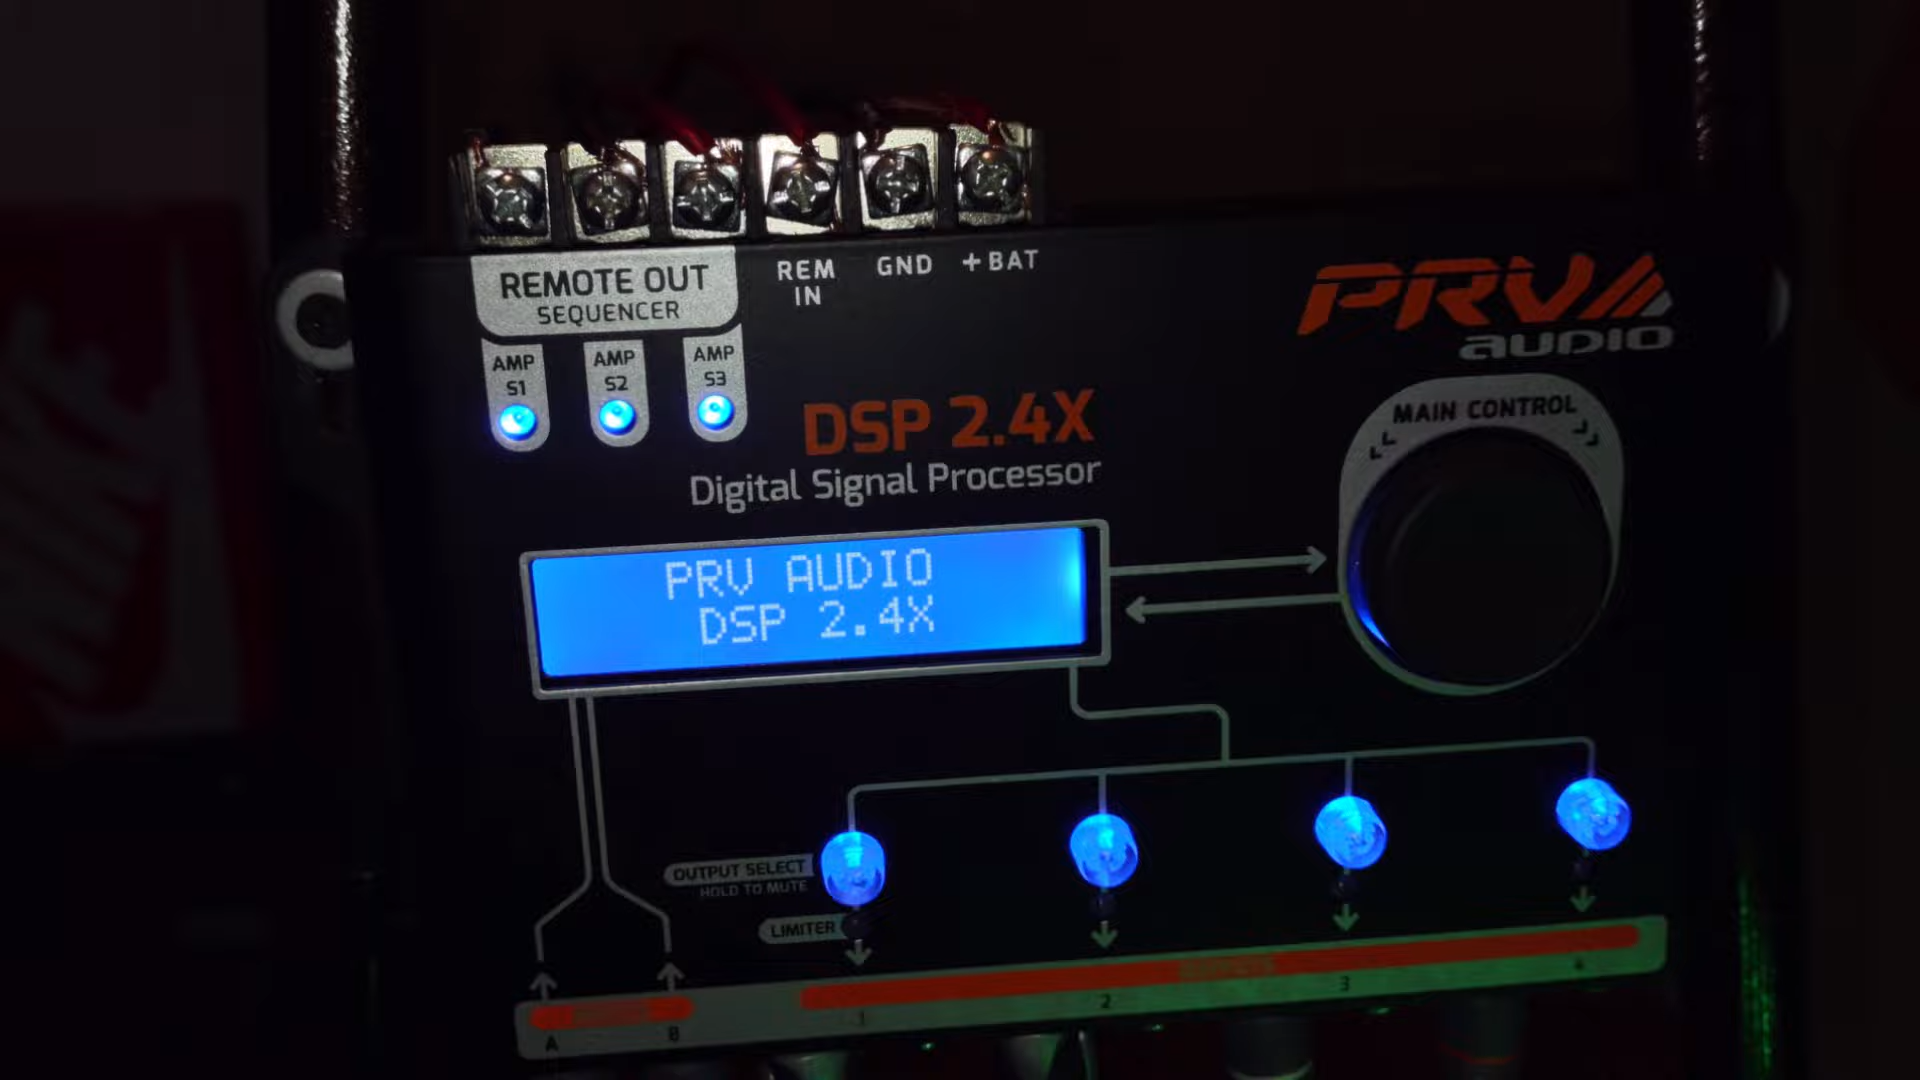 REMOTE OUT
SEQUENCER
REM
IN
GND
+BAT
AMP
S1
AMP
S2
AMP
S3
PRV
AUDIO
DSP 2.4X
Digital Signal Processor
MAIN CONTROL
PRV AUDIO
DSP 2.4X
OUTPUT SELECT
HOLD TO MUTE
LIMITER
A
B
1
2
3
4